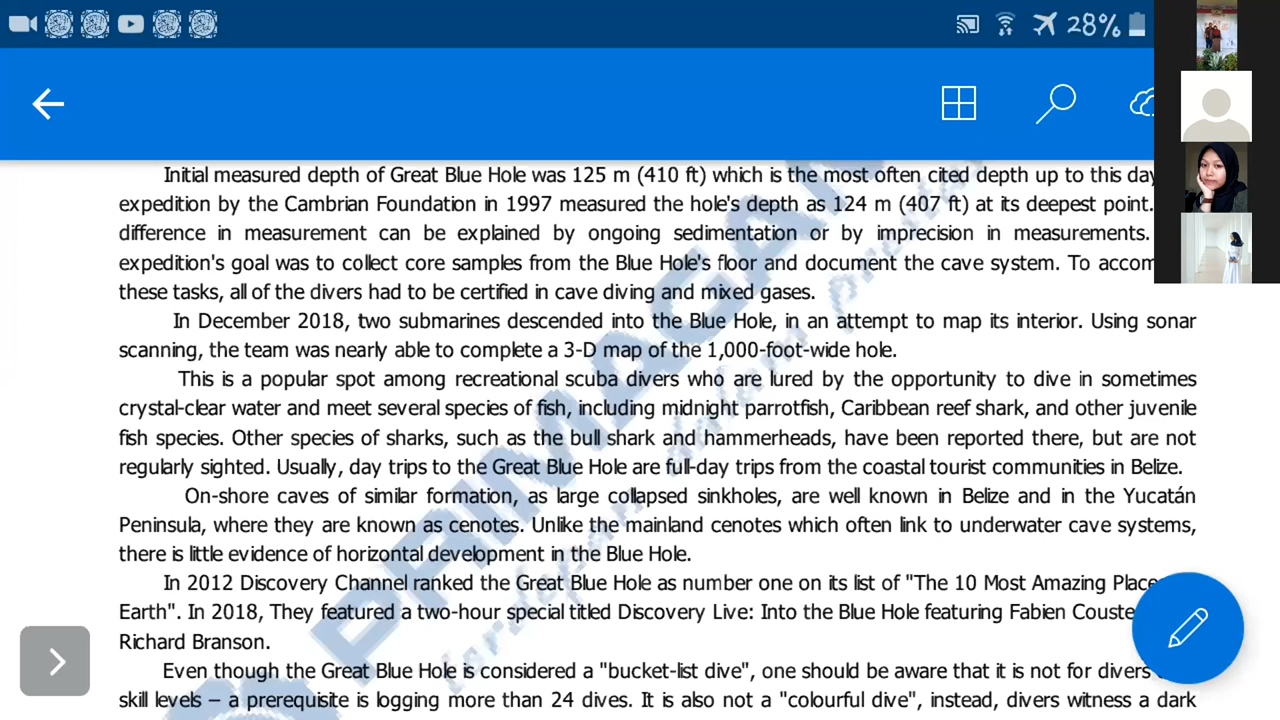 28%
Initial measured depth of Great Blue Hole was 125 m (410 ft) which is the most often cited depth up to this day
expedition by the Cambrian Foundation in 1997 measured the hole's depth as 124 m (407 ft) at its deepest point.
difference in measurement can be explained by ongoing sedimentation or by imprecision in measurements.
expedition's goal was to collect core samples from the Blue Hole's floor and document the cave system. To accom
these tasks, all of the divers had to be certified in cave diving and mixed gases.
In December 2018, two submarines descended into the Blue Hole, in an attempt to map its interior. Using sonar
scanning, the team was nearly able to complete a 3-D map of the 1,000-foot-wide hole.
This is a popular spot among recreational scuba divers who are lured by the opportunity to dive in sometimes
crystal-clear water and meet several species of fish, including midnight parrotfish, Caribbean reef shark, and other juvenile
fish species. Other species of sharks, such as the bull shark and hammerheads, have been reported there, but are not
regularly sighted. Usually, day trips to the Great Blue Hole are full-day trips from the coastal tourist communities in Belize.
On-shore caves of similar formation, as large collapsed sinkholes, are well known in Belize and in the Yucatán
Peninsula, where they are known as cenotes. Unlike the mainland cenotes which often link to underwater cave systems,
there is little evidence of horizontal development in the Blue Hole.
In 2012 Discovery Channel ranked the Great Blue Hole as number one on its list of "The 10 Most Amazing Place
Earth". In 2018, They featured a two-hour special titled Discovery Live: Into the Blue Hole featuring Fabien Couste
Richard Branson.
Even though the Great Blue Hole is considered a "bucket-list dive", one should be aware that it is not for divers
skill levels – a prerequisite is logging more than 24 dives. It is also not a "colourful dive", instead, divers witness a dark